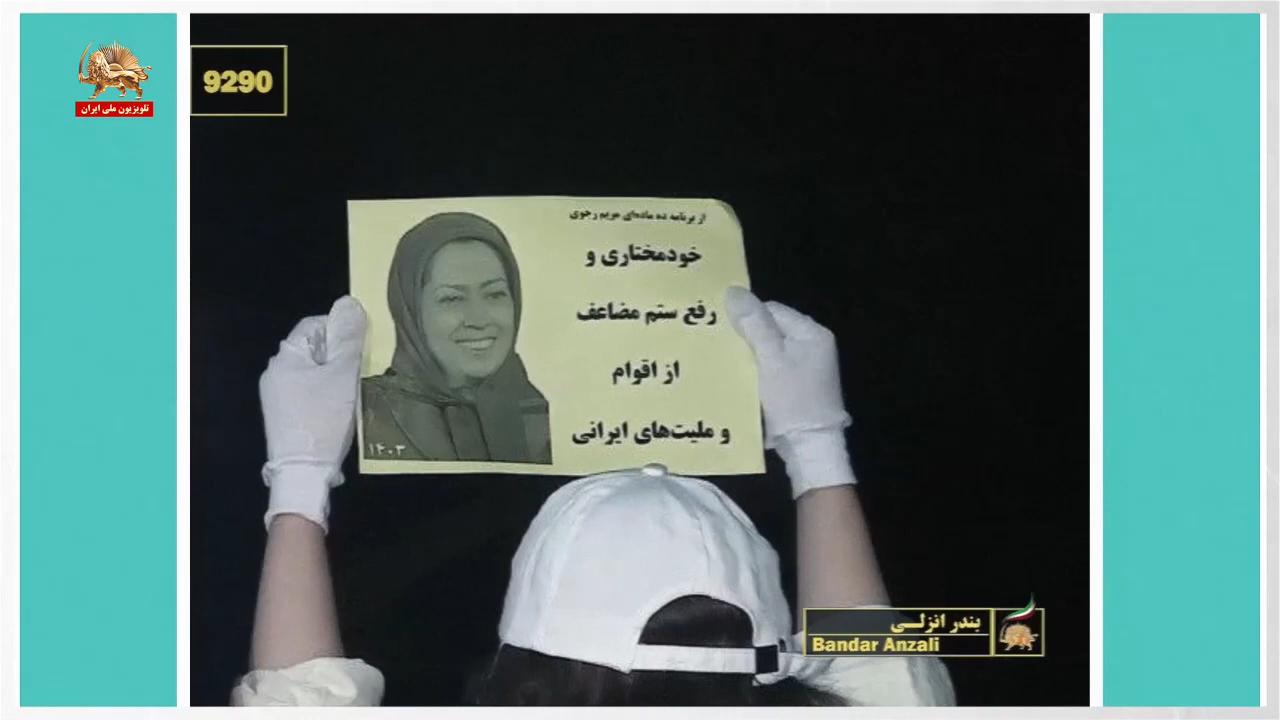 تلویزیون ملی ایران
9290
از برنامه ده ماده‌ای مریم رجوی
خودمختاری و
رفع ستم مضاعف
از اقوام
و ملیت‌های ایرانی
۱۴۰۳
بندر انزلـــی
Bandar Anzali